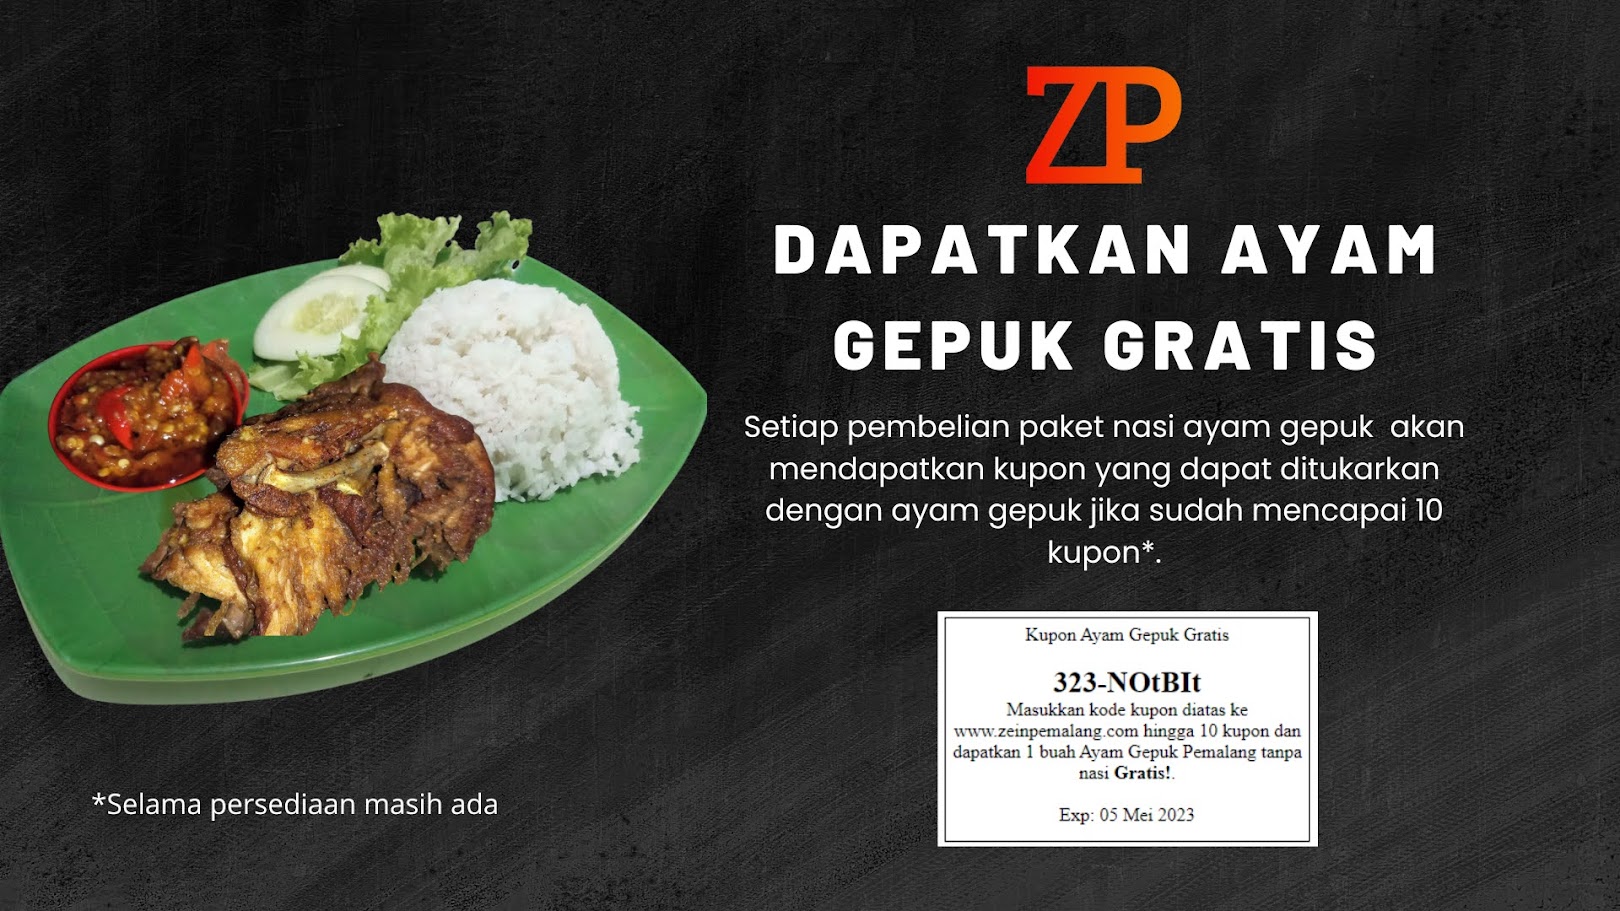 ZP
DAPATKAN AYAM
GEPUK GRATIS
Setiap pembelian paket nasi ayam gepuk akan
mendapatkan kupon yang dapat ditukarkan
dengan ayam gepuk jika sudah mencapai 10
kupon*.
Kupon Ayam Gepuk Gratis
323-NOtBIt
Masukkan kode kupon diatas ke
www.zeinpemalang.com hingga 10 kupon dan
dapatkan 1 buah Ayam Gepuk Pemalang tanpa
nasi Gratis!.
Exp: 05 Mei 2023
*Selama persediaan masih ada